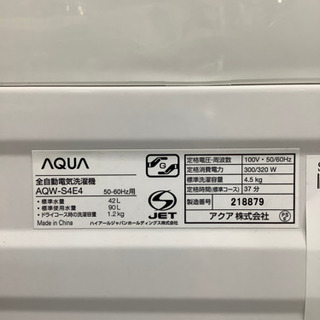 AQUA
全自動電気洗濯機
AQW-S4E4 50-60Hz用
・標準水量 42L
・標準使用水量 90L
・ドライコース時の洗濯容量 1.2kg
Made in China ハイアールジャパンホールディングス株式会社
S
JET
定格電圧・周波数 100V・50/60Hz
定格消費電力 300/320 W
標準洗濯容量 4.5 kg
定格時間(標準コース) 37 分
製造番号 218879
アクア 株式会社